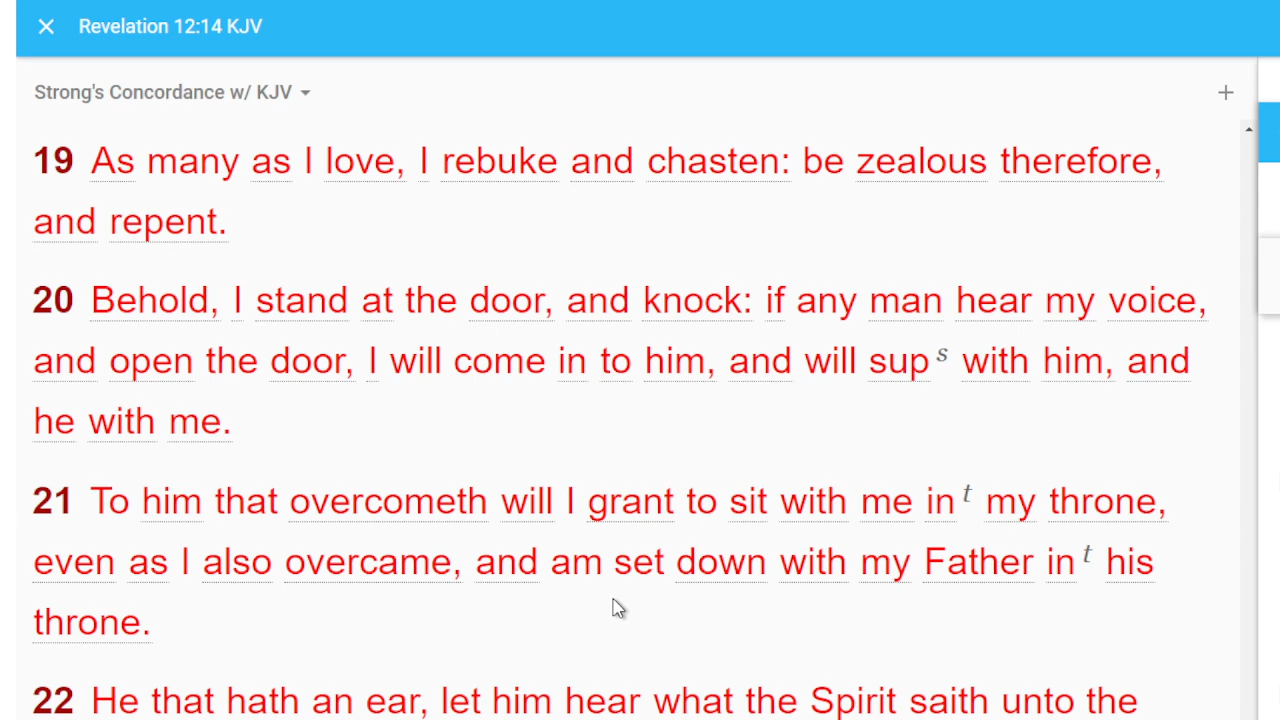 Revelation 12:14 KJV
Strong's Concordance w/ KJV
19 As many as I love, I rebuke and chasten: be zealous therefore,
and repent.
20 Behold, I stand at the door, and knock: if any man hear my voice,
and open the door, I will come in to him, and will sup s with him, and
he with me.
21 To him that overcometh will I grant to sit with me in t my throne,
even as I also overcame, and am set down with my Father in t his
throne.
22 He that hath an ear, let him hear what the Spirit saith unto the